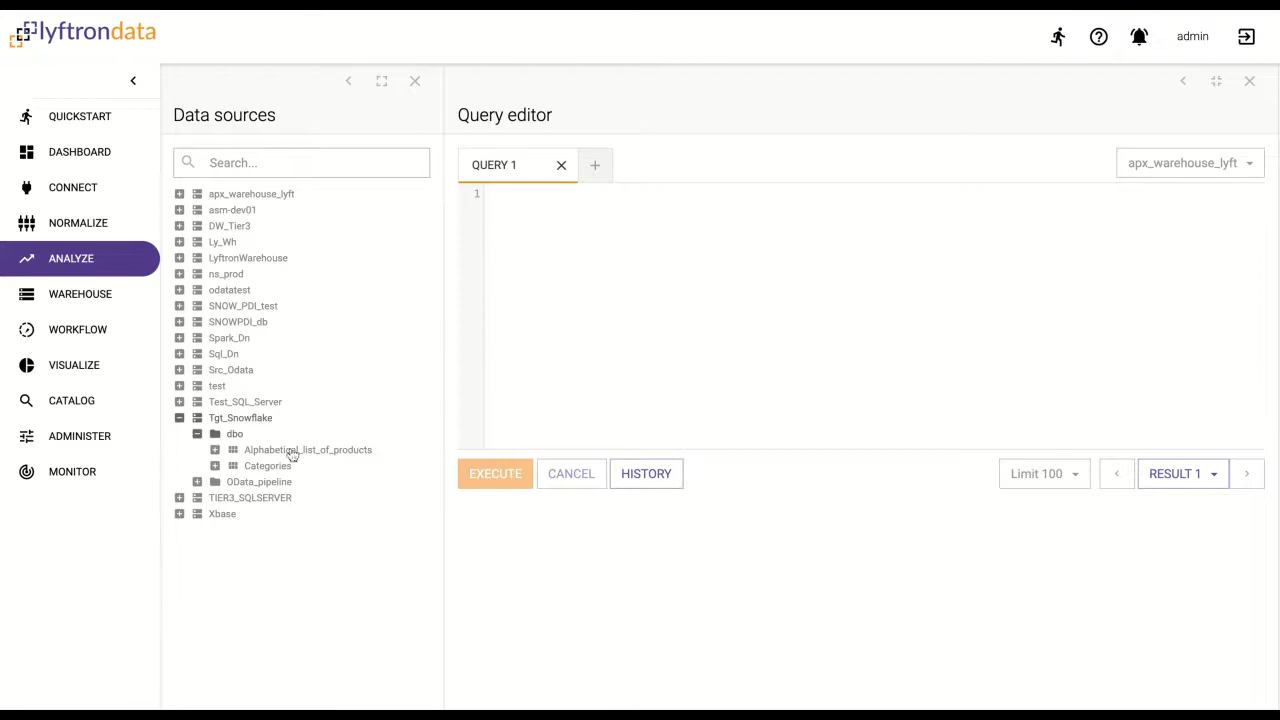 lyftrondata
admin
QUICKSTART
DASHBOARD
CONNECT
NORMALIZE
ANALYZE
WAREHOUSE
WORKFLOW
VISUALIZE
CATALOG
ADMINISTER
MONITOR
Data sources
Search...
apx_warehouse_lyft
asm-dev01
DW_Tier3
Ly_Wh
LyftronWarehouse
ns_prod
odatatest
SNOW_PDI_test
SNOWPDI_db
Spark_Dn
Sql_Dn
Src_Odata
test
Test_SQL_Server
Tgt_Snowflake
dbo
Alphabetical_list_of_products
Categories
OData_pipeline
TIER3_SQLSERVER
Xbase
Query editor
QUERY 1
apx_warehouse_lyft
1
EXECUTE CANCEL HISTORY Limit 100 RESULT 1